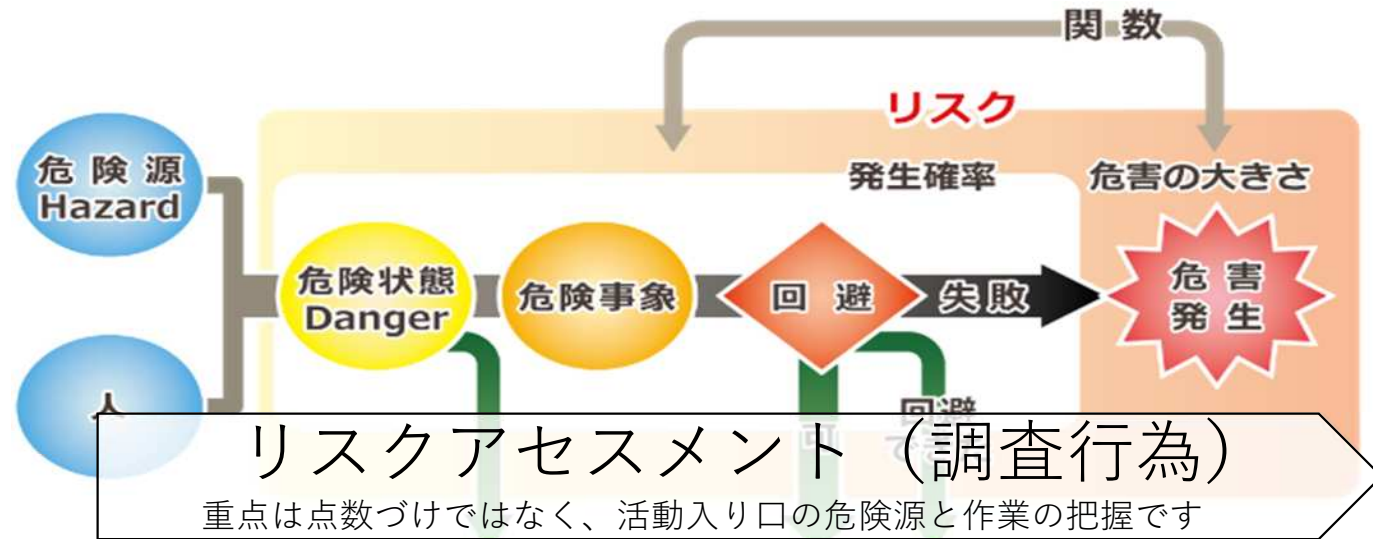 関数
リスク
発生確率
危害の大きさ
危険源
Hazard
危険状態
Danger
危険事象
回避
失敗
危害
発生
人
回避
可
リスクアセスメント（調査行為）
重点は点数づけではなく、活動入り口の危険源と作業の把握です